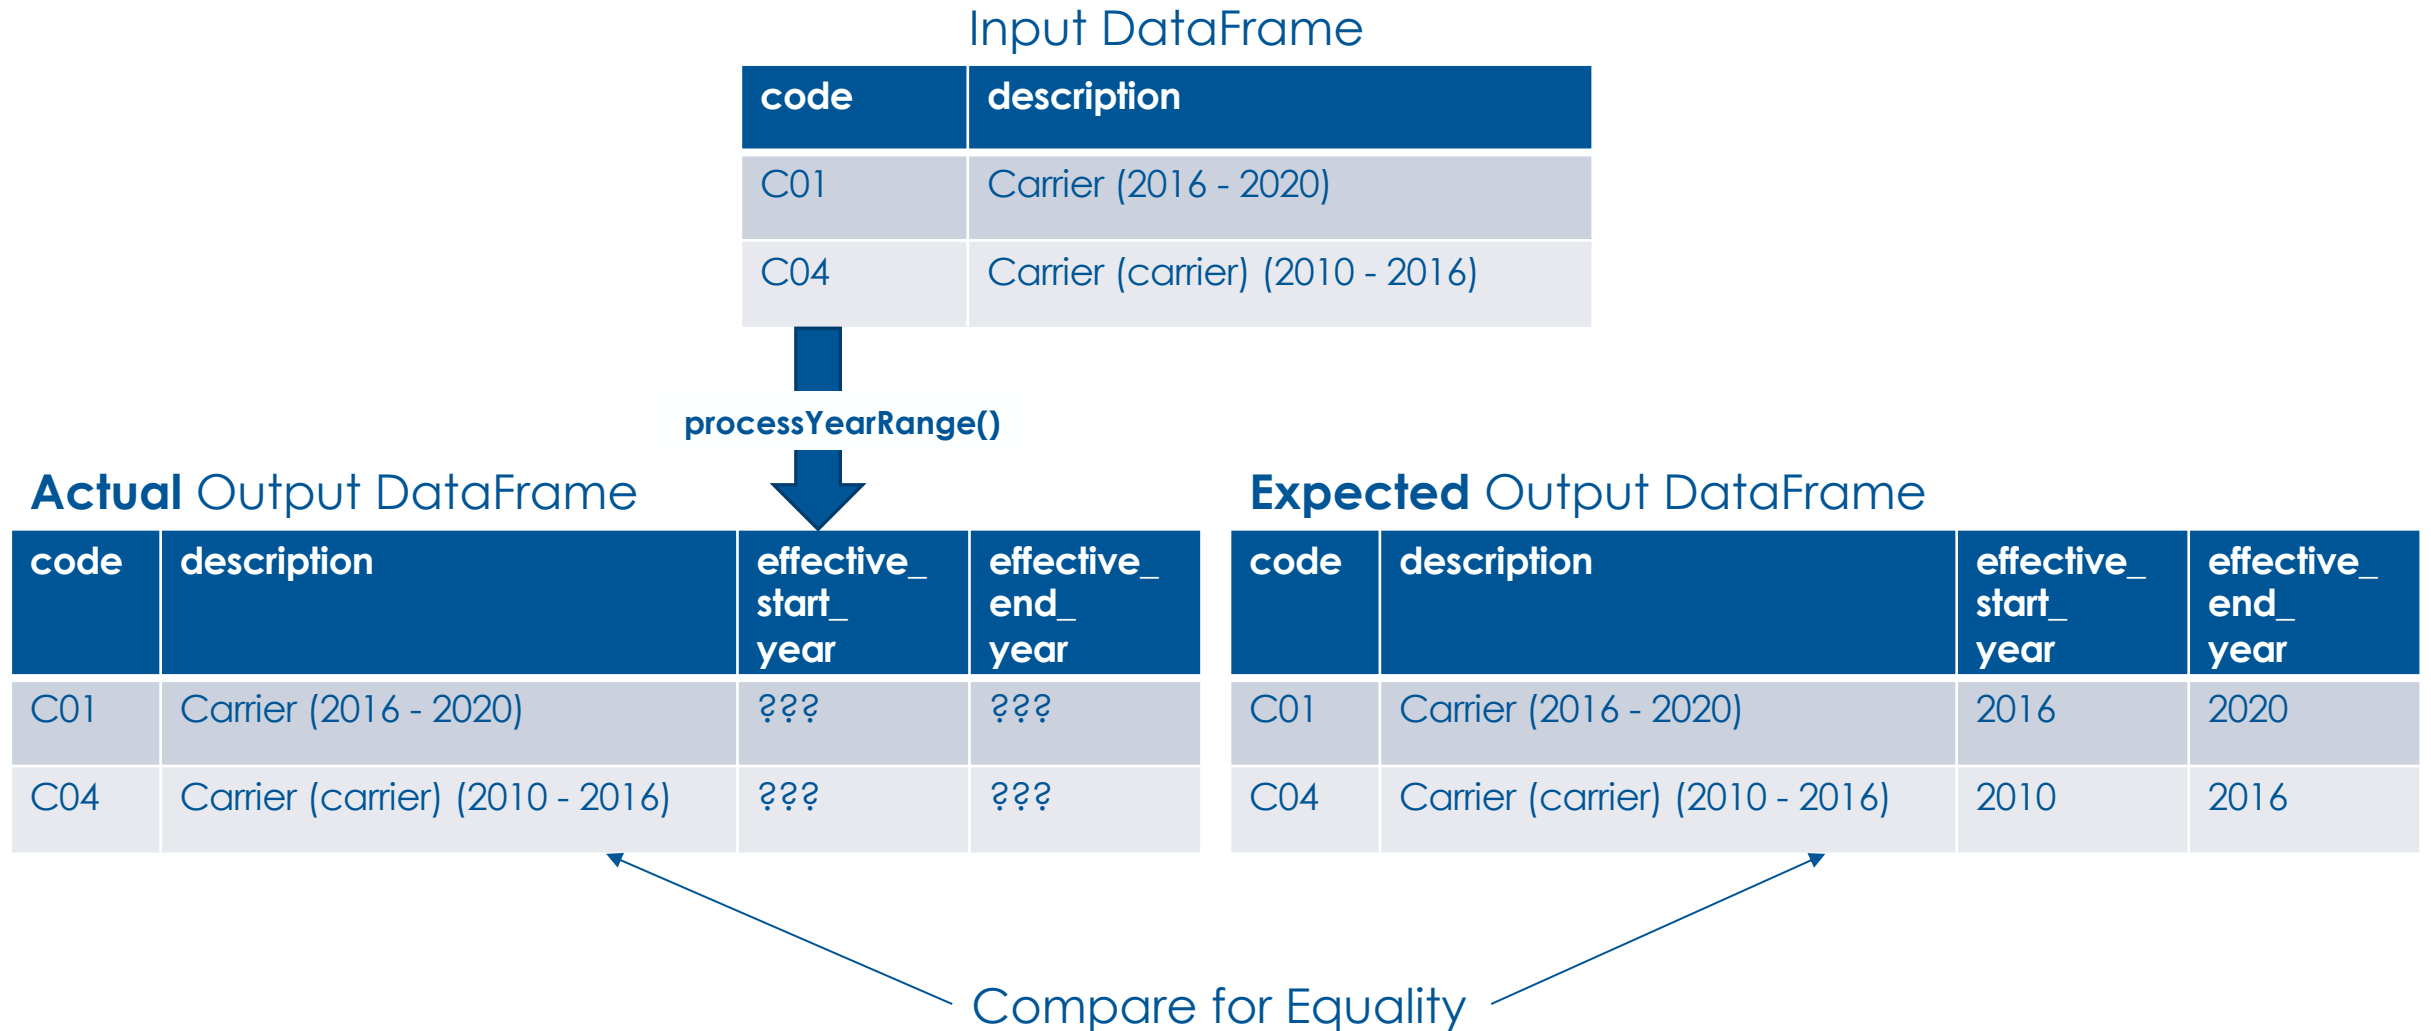 Input DataFrame
code description
C01 Carrier (2016 - 2020)
C04 Carrier (carrier) (2010 - 2016)
processYearRange()
Actual Output DataFrame
code description effective_ effective_
start_ end_
year year
C01 Carrier (2016 - 2020) ??? ???
C04 Carrier (carrier) (2010 - 2016) ??? ???
Expected Output DataFrame
code description effective_ effective_
start_ end_
year year
C01 Carrier (2016 - 2020) 2016 2020
C04 Carrier (carrier) (2010 - 2016) 2010 2016
Compare for Equality